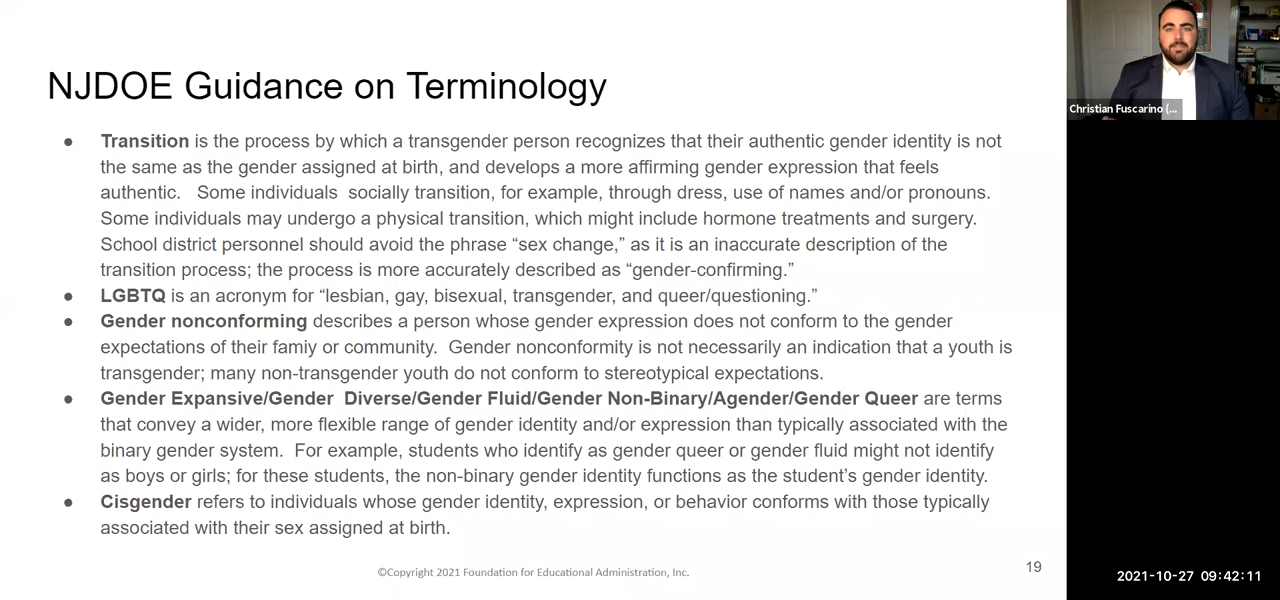 NJDOE Guidance on Terminology
● Transition is the process by which a transgender person recognizes that their authentic gender identity is not
the same as the gender assigned at birth, and develops a more affirming gender expression that feels
authentic. Some individuals socially transition, for example, through dress, use of names and/or pronouns.
Some individuals may undergo a physical transition, which might include hormone treatments and surgery.
School district personnel should avoid the phrase “sex change,” as it is an inaccurate description of the
transition process; the process is more accurately described as “gender-confirming.”
● LGBTQ is an acronym for “lesbian, gay, bisexual, transgender, and queer/questioning.”
● Gender nonconforming describes a person whose gender expression does not conform to the gender
expectations of their famiy or community. Gender nonconformity is not necessarily an indication that a youth is
transgender; many non-transgender youth do not conform to stereotypical expectations.
● Gender Expansive/Gender Diverse/Gender Fluid/Gender Non-Binary/Agender/Gender Queer are terms
that convey a wider, more flexible range of gender identity and/or expression than typically associated with the
binary gender system. For example, students who identify as gender queer or gender fluid might not identify
as boys or girls; for these students, the non-binary gender identity functions as the student’s gender identity.
● Cisgender refers to individuals whose gender identity, expression, or behavior conforms with those typically
associated with their sex assigned at birth.
©Copyright 2021 Foundation for Educational Administration, Inc.
19
Christian Fuscarino (...
2021-10-27 09:42:11